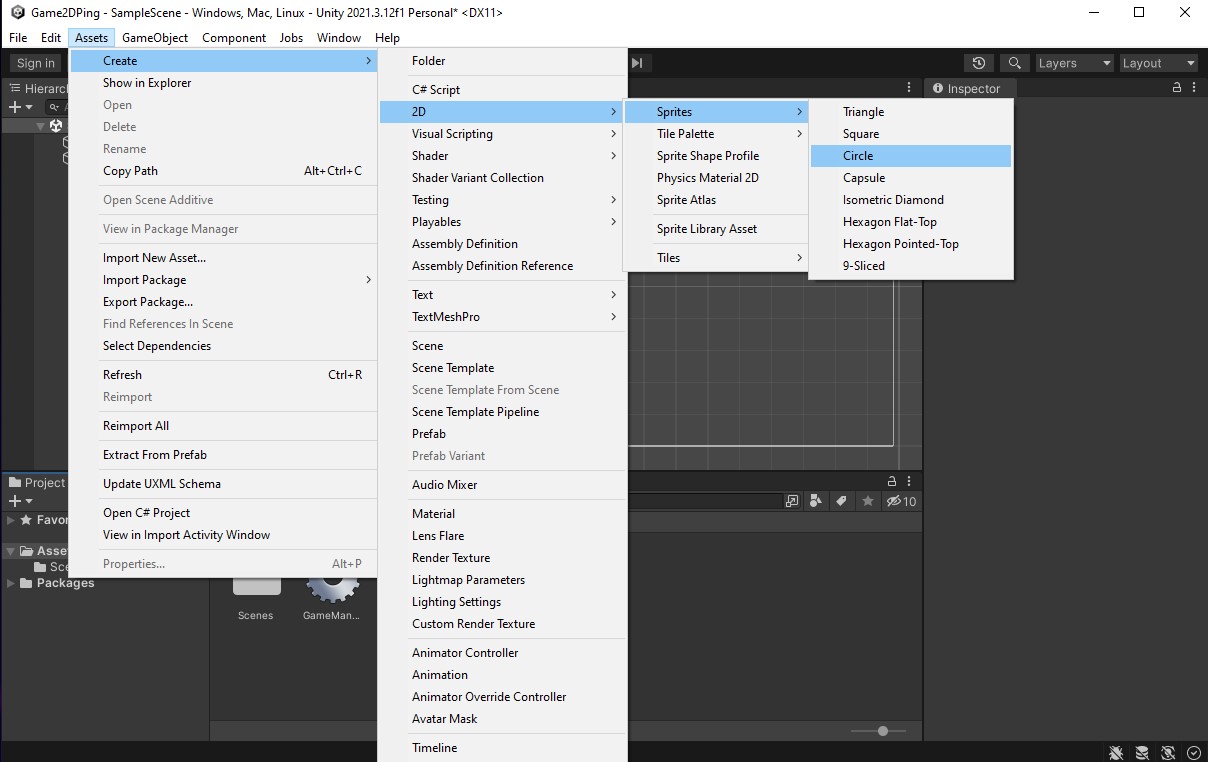 Game2DPing - SampleScene - Windows, Mac, Linux - Unity 2021.3.12f1 Personal* <DX11>
File Edit Assets GameObject Component Jobs Window Help
Sign in
Layers
Layout
Hierarc
Inspector
Create
Show in Explorer
Open
Delete
Rename
Copy Path Alt+Ctrl+C
Open Scene Additive
View in Package Manager
Import New Asset...
Import Package
Export Package...
Find References In Scene
Select Dependencies
Refresh Ctrl+R
Reimport
Reimport All
Extract From Prefab
Update UXML Schema
Open C# Project
View in Import Activity Window
Properties... Alt+P
Folder
C# Script
2D
Visual Scripting
Shader
Shader Variant Collection
Testing
Playables
Assembly Definition
Assembly Definition Reference
Text
TextMeshPro
Scene
Scene Template
Scene Template From Scene
Scene Template Pipeline
Prefab
Prefab Variant
Audio Mixer
Material
Lens Flare
Render Texture
Lightmap Parameters
Lighting Settings
Custom Render Texture
Animator Controller
Animation
Animator Override Controller
Avatar Mask
Timeline
Sprites
Tile Palette
Sprite Shape Profile
Physics Material 2D
Sprite Atlas
Sprite Library Asset
Tiles
Triangle
Square
Circle
Capsule
Isometric Diamond
Hexagon Flat-Top
Hexagon Pointed-Top
9-Sliced
Project
10
Favor
Asse
Sce
Packages
Scenes
GameMan...